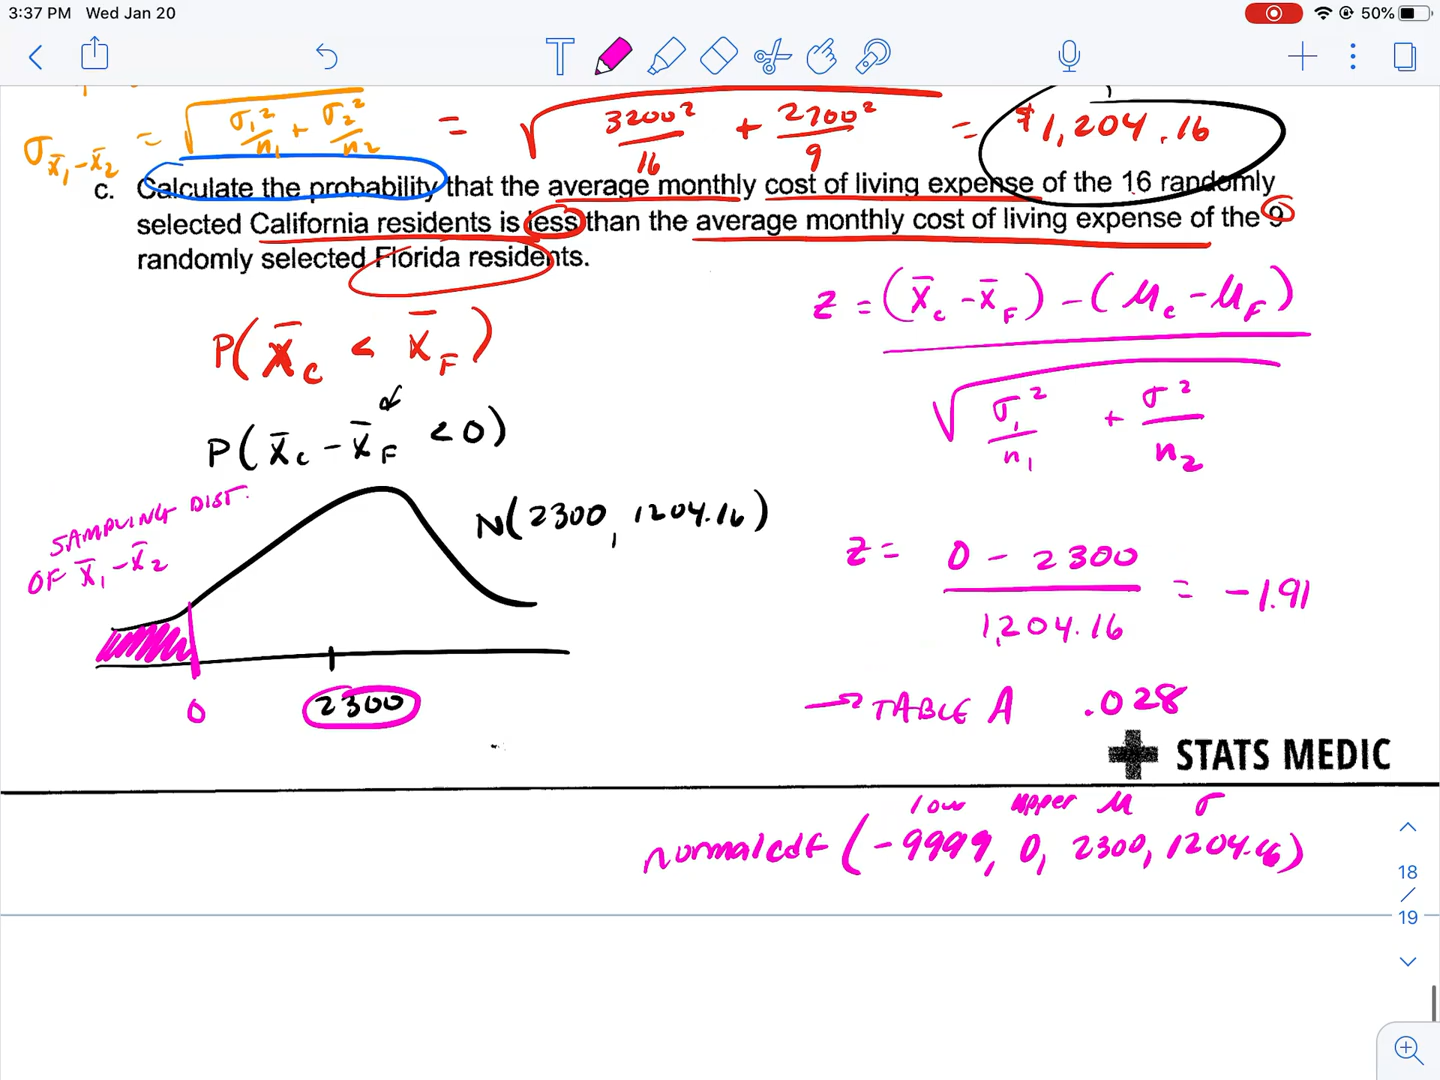 3:37 PM Wed Jan 20
50%
σx̄₁-x̄₂ = √(σ₁²/n₁ + σ₂²/n₂) = √(3200²/16 + 2700²/9) = $1,204.16
c. Calculate the probability that the average monthly cost of living expense of the 16 randomly
selected California residents is less than the average monthly cost of living expense of the 9
randomly selected Florida residents.
z = (x̄c - x̄F) - (μc - μF)
√(σ₁²/n₁ + σ²/n₂)
P(x̄c < x̄F)
P(x̄c - x̄F < 0)
SAMPLING DIST.
OF x̄₁ - x̄₂
N(2300, 1204.16)
z = 0 - 2300 / 1,204.16 = -1.91
0
2300
→ TABLE A .028
STATS MEDIC
low upper μ σ
normalcdf (-9999, 0, 2300, 1204.16)
18
/
19